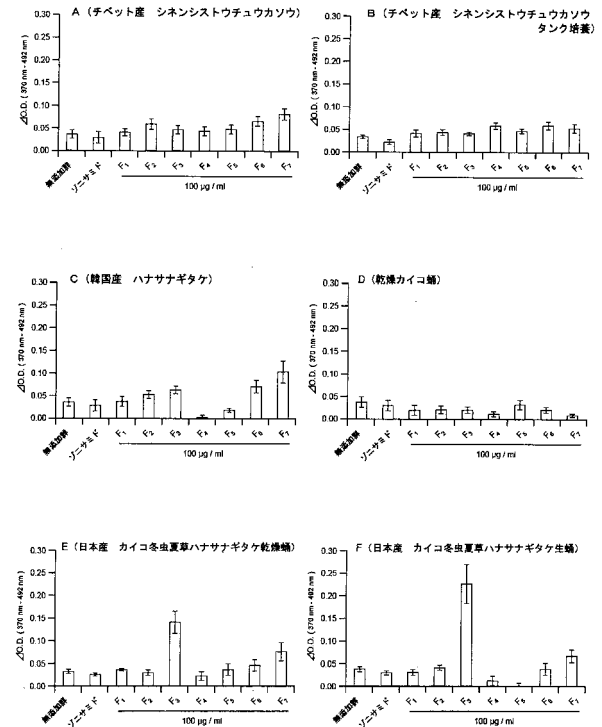 A (チベット産 シネンシストウチュウカソウ)
0.30
0.25
0.20
0.15
0.10
0.05
0.00
⊿O.D. ( 370 nm - 492 nm )
無添加群
ゾニサミド
F1
F2
F3
F4
F5
F6
F7
100 μg / ml
B (チベット産 シネンシストウチュウカソウ
タンク培養)
0.30
0.25
0.20
0.15
0.10
0.05
0.00
⊿O.D. ( 370 nm - 492 nm )
無添加群
ゾニサミド
F1
F2
F3
F4
F5
F6
F7
100 μg / ml
C (韓国産 ハナサナギタケ)
0.30
0.25
0.20
0.15
0.10
0.05
0.00
⊿O.D. ( 370 nm - 492 nm )
無添加群
ゾニサミド
F1
F2
F3
F4
F5
F6
F7
100 μg / ml
D (乾燥カイコ蛹)
0.30
0.25
0.20
0.15
0.10
0.05
0.00
⊿O.D. ( 370 nm - 492 nm )
無添加群
ゾニサミド
F1
F2
F3
F4
F5
F6
F7
100 μg / ml
E (日本産 カイコ冬虫夏草ハナサナギタケ乾燥蛹)
0.30
0.25
0.20
0.15
0.10
0.05
0.00
⊿O.D. ( 370 nm - 492 nm )
無添加群
ゾニサミド
F1
F2
F3
F4
F5
F6
F7
100 μg / ml
F (日本産 カイコ冬虫夏草ハナサナギタケ生蛹)
0.30
0.25
0.20
0.15
0.10
0.05
0.00
⊿O.D. ( 370 nm - 492 nm )
無添加群
ゾニサミド
F1
F2
F3
F4
F5
F6
F7
100 μg / ml